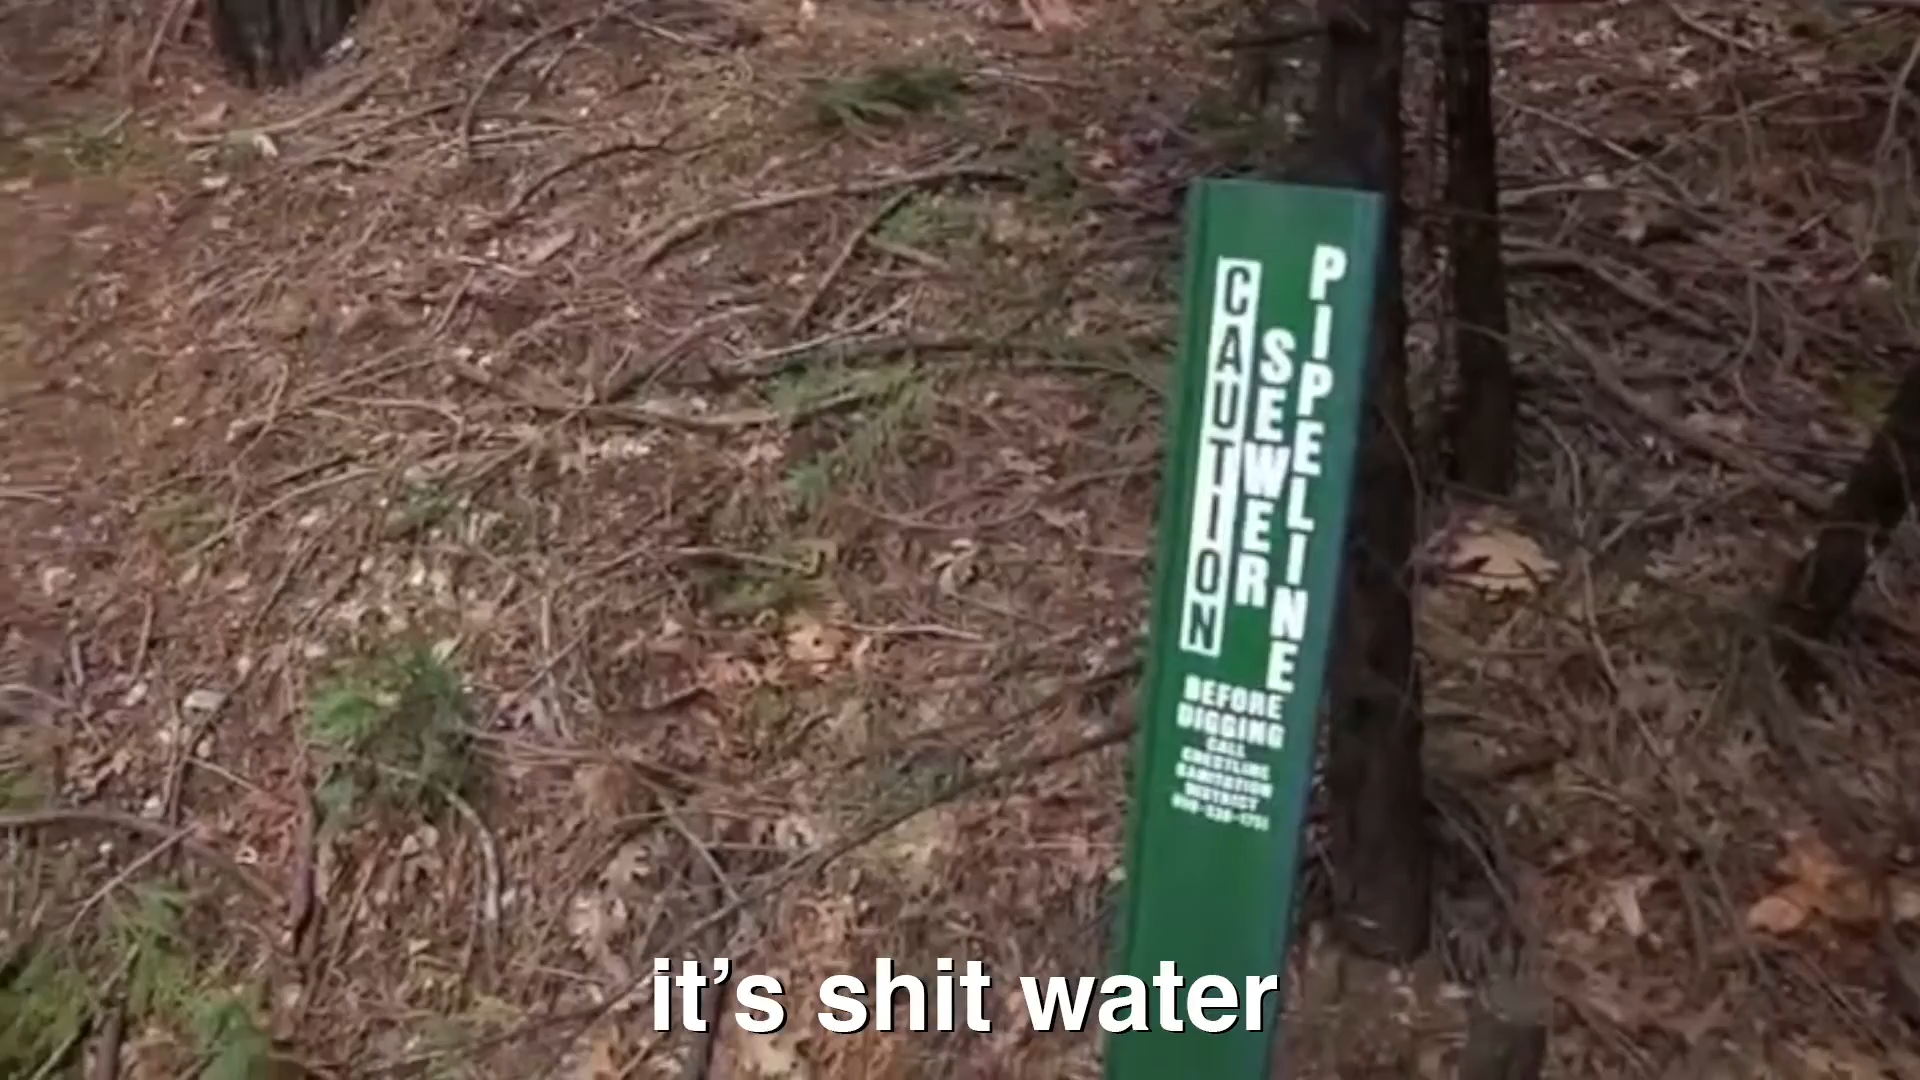 CAUTION
SEWER
PIPELINE
BEFORE
DIGGING
CALL
CRESTLINE
SANITATION
DISTRICT
it's shit water